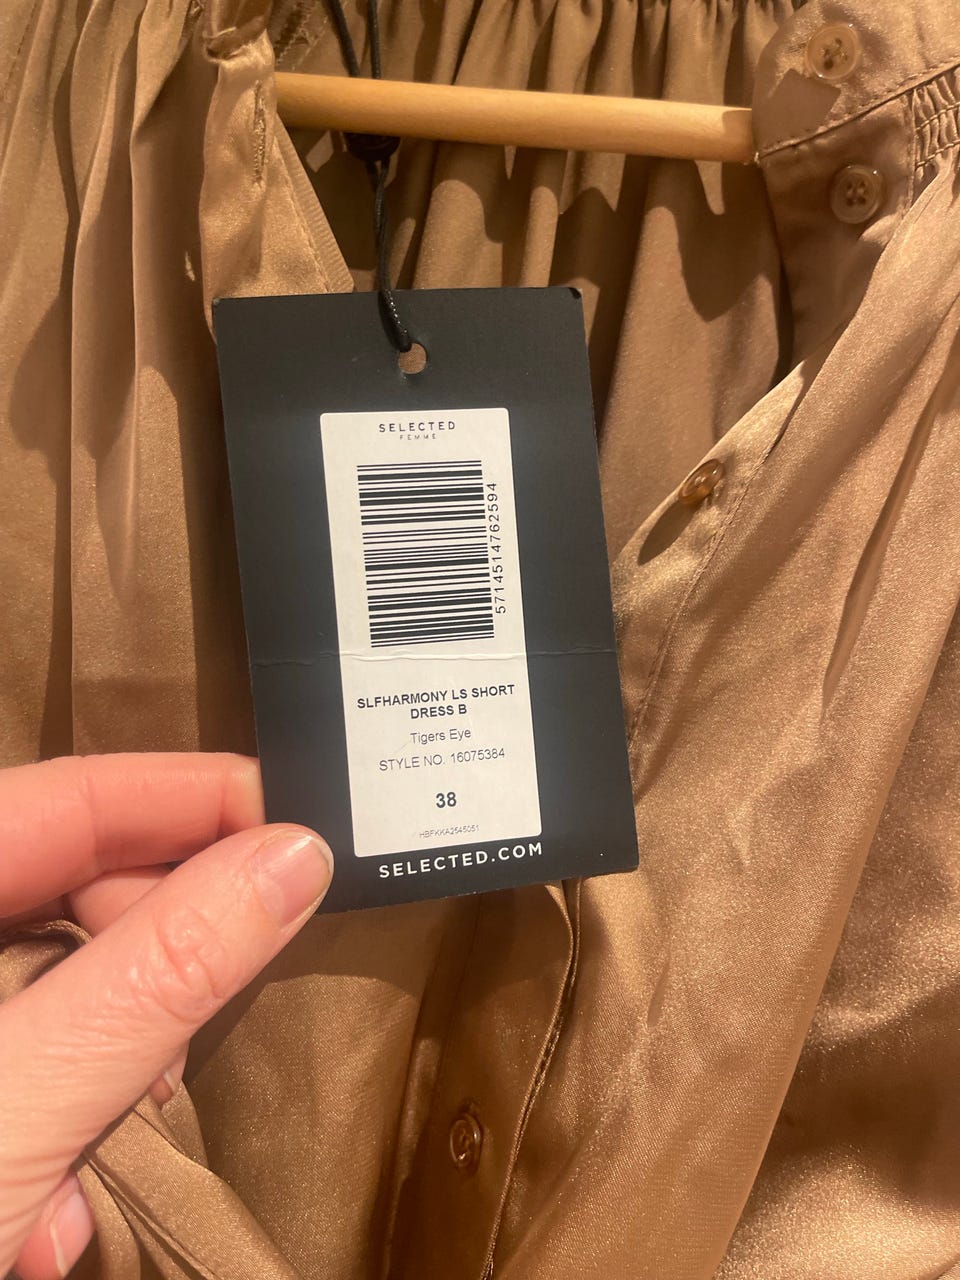 SELECTED
FEMME
5714514762594
SLFHARMONY LS SHORT
DRESS B
Tigers Eye
STYLE NO. 16075384
38
HBFKKA2545051
SELECTED.COM